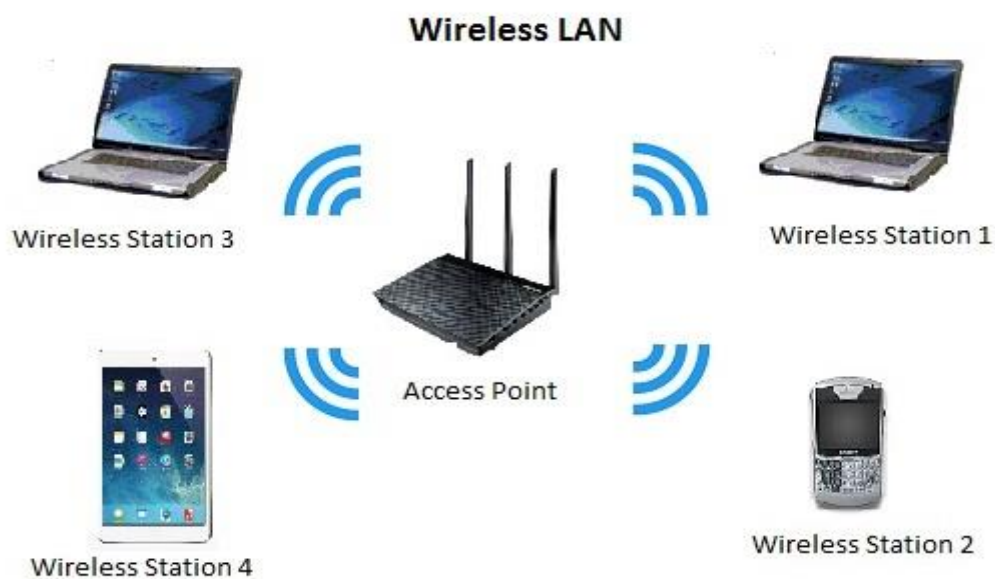 Wireless LAN
Wireless Station 3
Wireless Station 1
Access Point
Wireless Station 4
Wireless Station 2